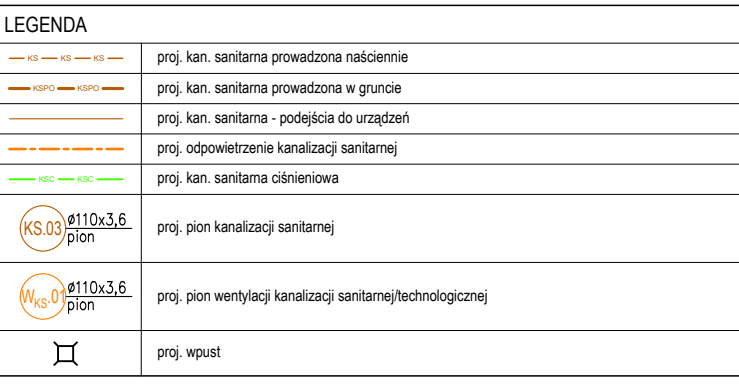 LEGENDA
KS KS KS proj. kan. sanitarna prowadzona naściennie
KSPO KSPO proj. kan. sanitarna prowadzona w gruncie
proj. kan. sanitarna - podejścia do urządzeń
proj. odpowietrzenie kanalizacji sanitarnej
KSC KSC proj. kan. sanitarna ciśnieniowa
KS.03 ø110x3,6
pion
proj. pion kanalizacji sanitarnej
WKS.01 ø110x3,6
pion
proj. pion wentylacji kanalizacji sanitarnej/technologicznej
proj. wpust